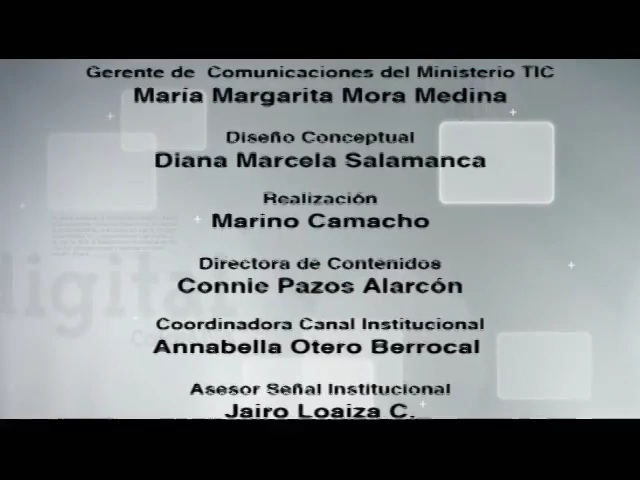 Gerente de Comunicaciones del Ministerio TIC
María Margarita Mora Medina
Diseño Conceptual
Diana Marcela Salamanca
Realización
Marino Camacho
Directora de Contenidos
Connie Pazos Alarcón
Coordinadora Canal Institucional
Annabella Otero Berrocal
Asesor Señal Institucional
Jairo Loaiza C.
digital